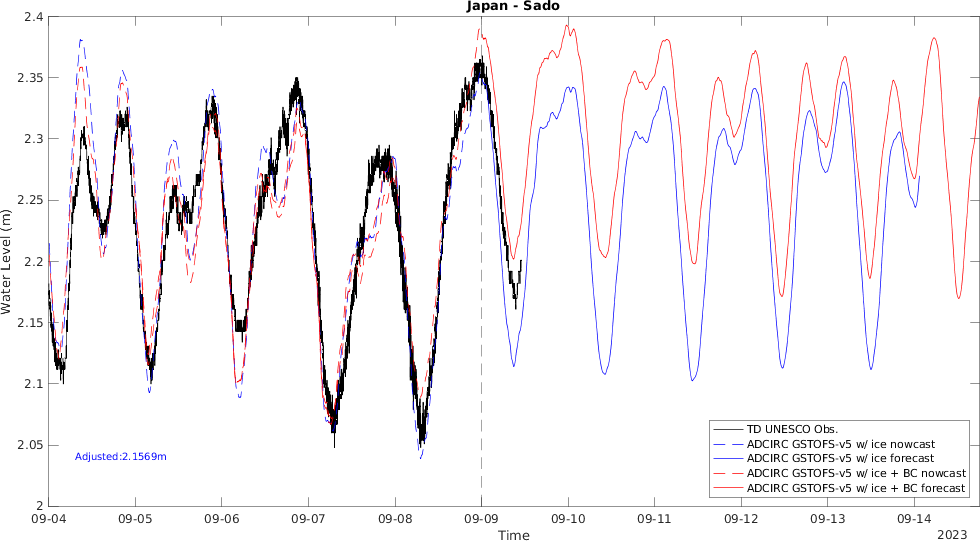 Japan - Sado
2.4
2.35
2.3
2.25
2.2
2.15
2.1
2.05
2
Water Level (m)
Adjusted:2.1569m
TD UNESCO Obs.
ADCIRC GSTOFS-v5 w/ ice nowcast
ADCIRC GSTOFS-v5 w/ ice forecast
ADCIRC GSTOFS-v5 w/ ice + BC nowcast
ADCIRC GSTOFS-v5 w/ ice + BC forecast
09-04 09-05 09-06 09-07 09-08 09-09 09-10 09-11 09-12 09-13 09-14
Time
2023